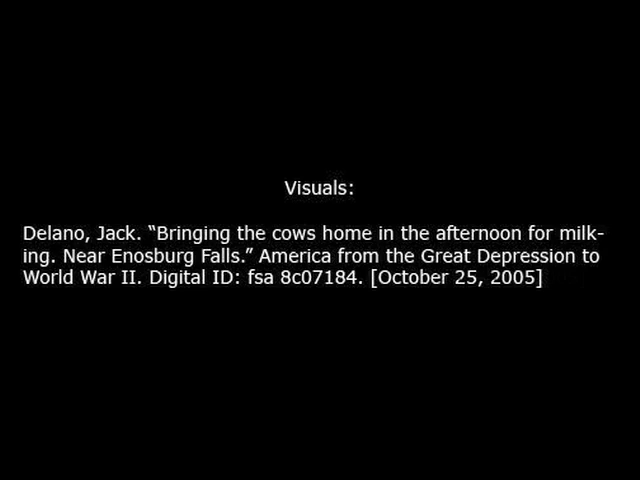 Visuals:
Delano, Jack. “Bringing the cows home in the afternoon for milk-
ing. Near Enosburg Falls.” America from the Great Depression to
World War II. Digital ID: fsa 8c07184. [October 25, 2005]